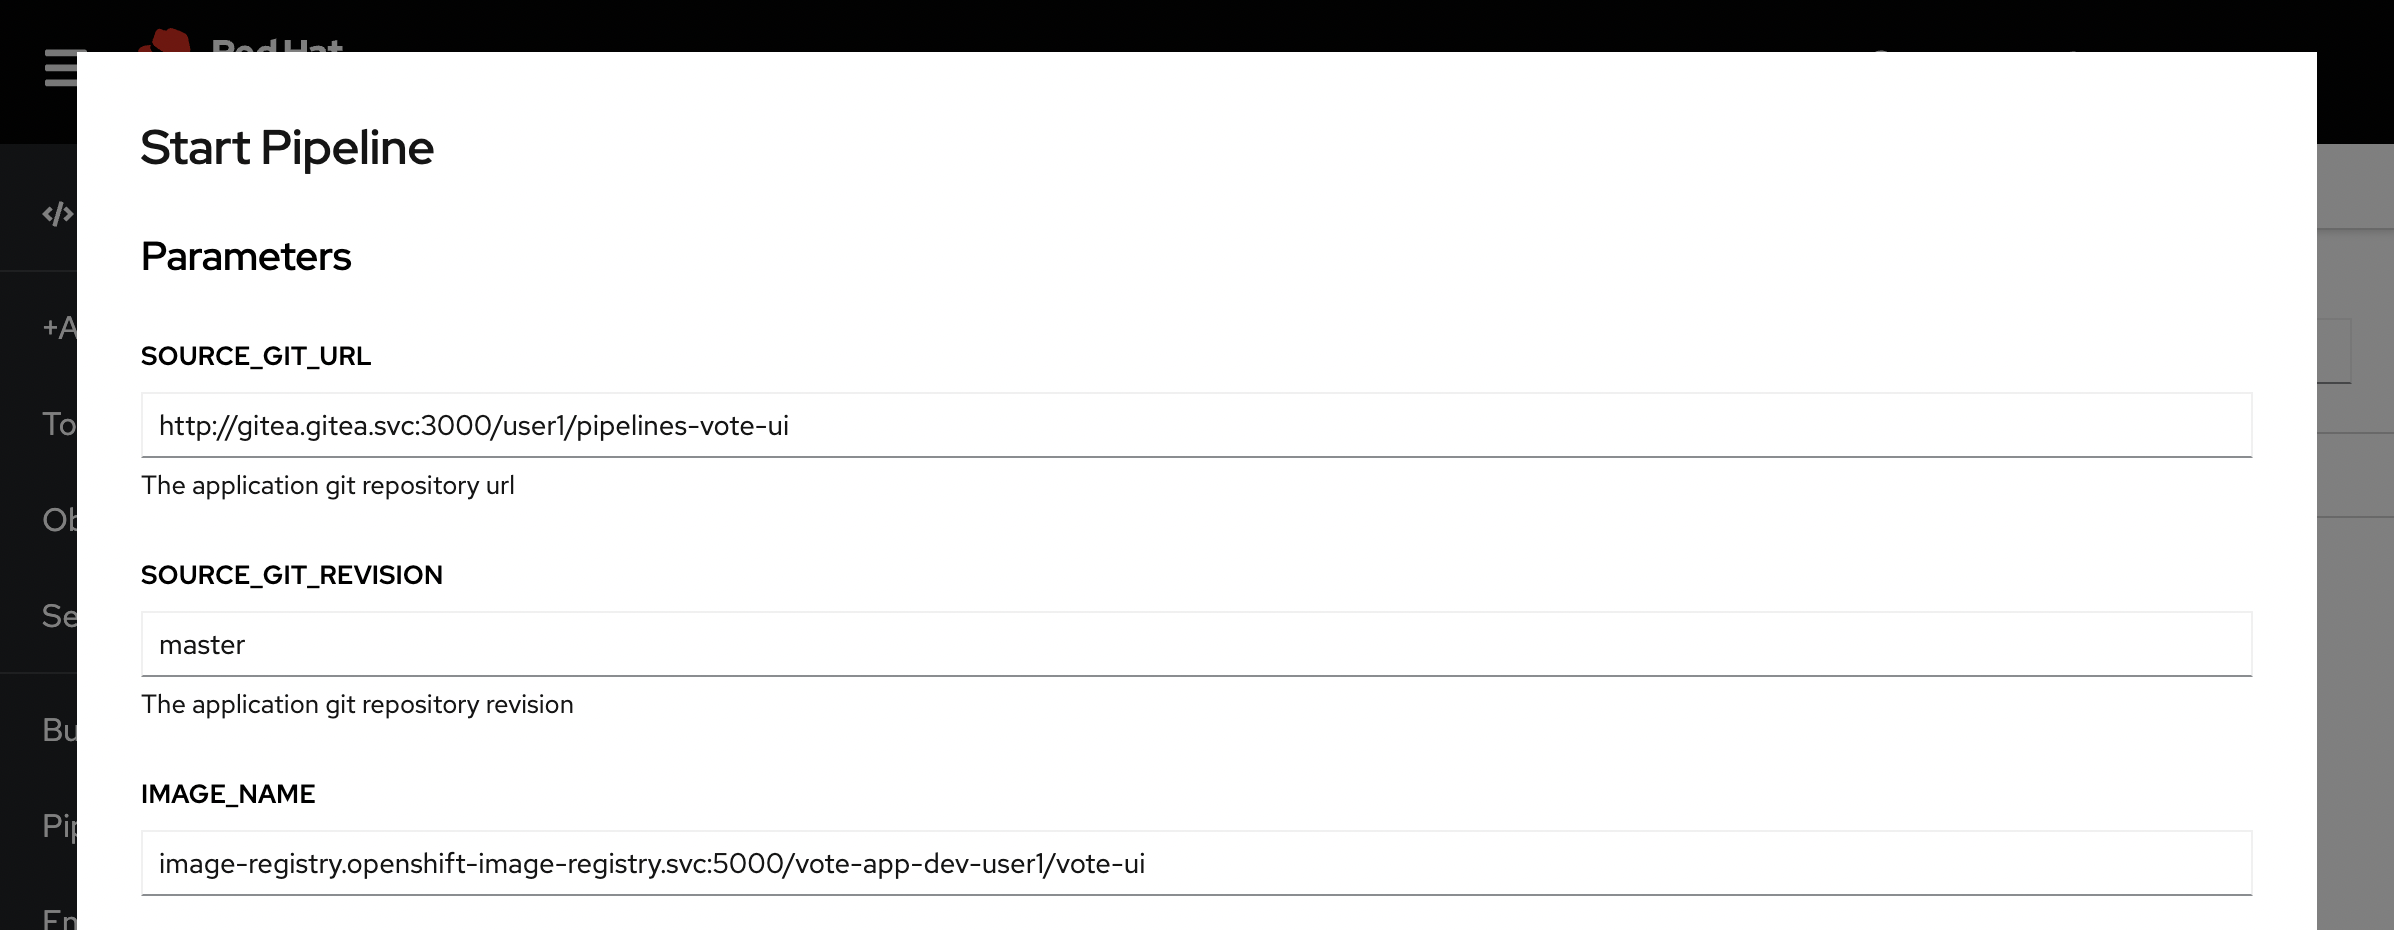 Red Hat
Start Pipeline
Parameters
SOURCE_GIT_URL
http://gitea.gitea.svc:3000/user1/pipelines-vote-ui
The application git repository url
SOURCE_GIT_REVISION
master
The application git repository revision
IMAGE_NAME
image-registry.openshift-image-registry.svc:5000/vote-app-dev-user1/vote-ui
+A
To
Ob
Se
Bu
Pip